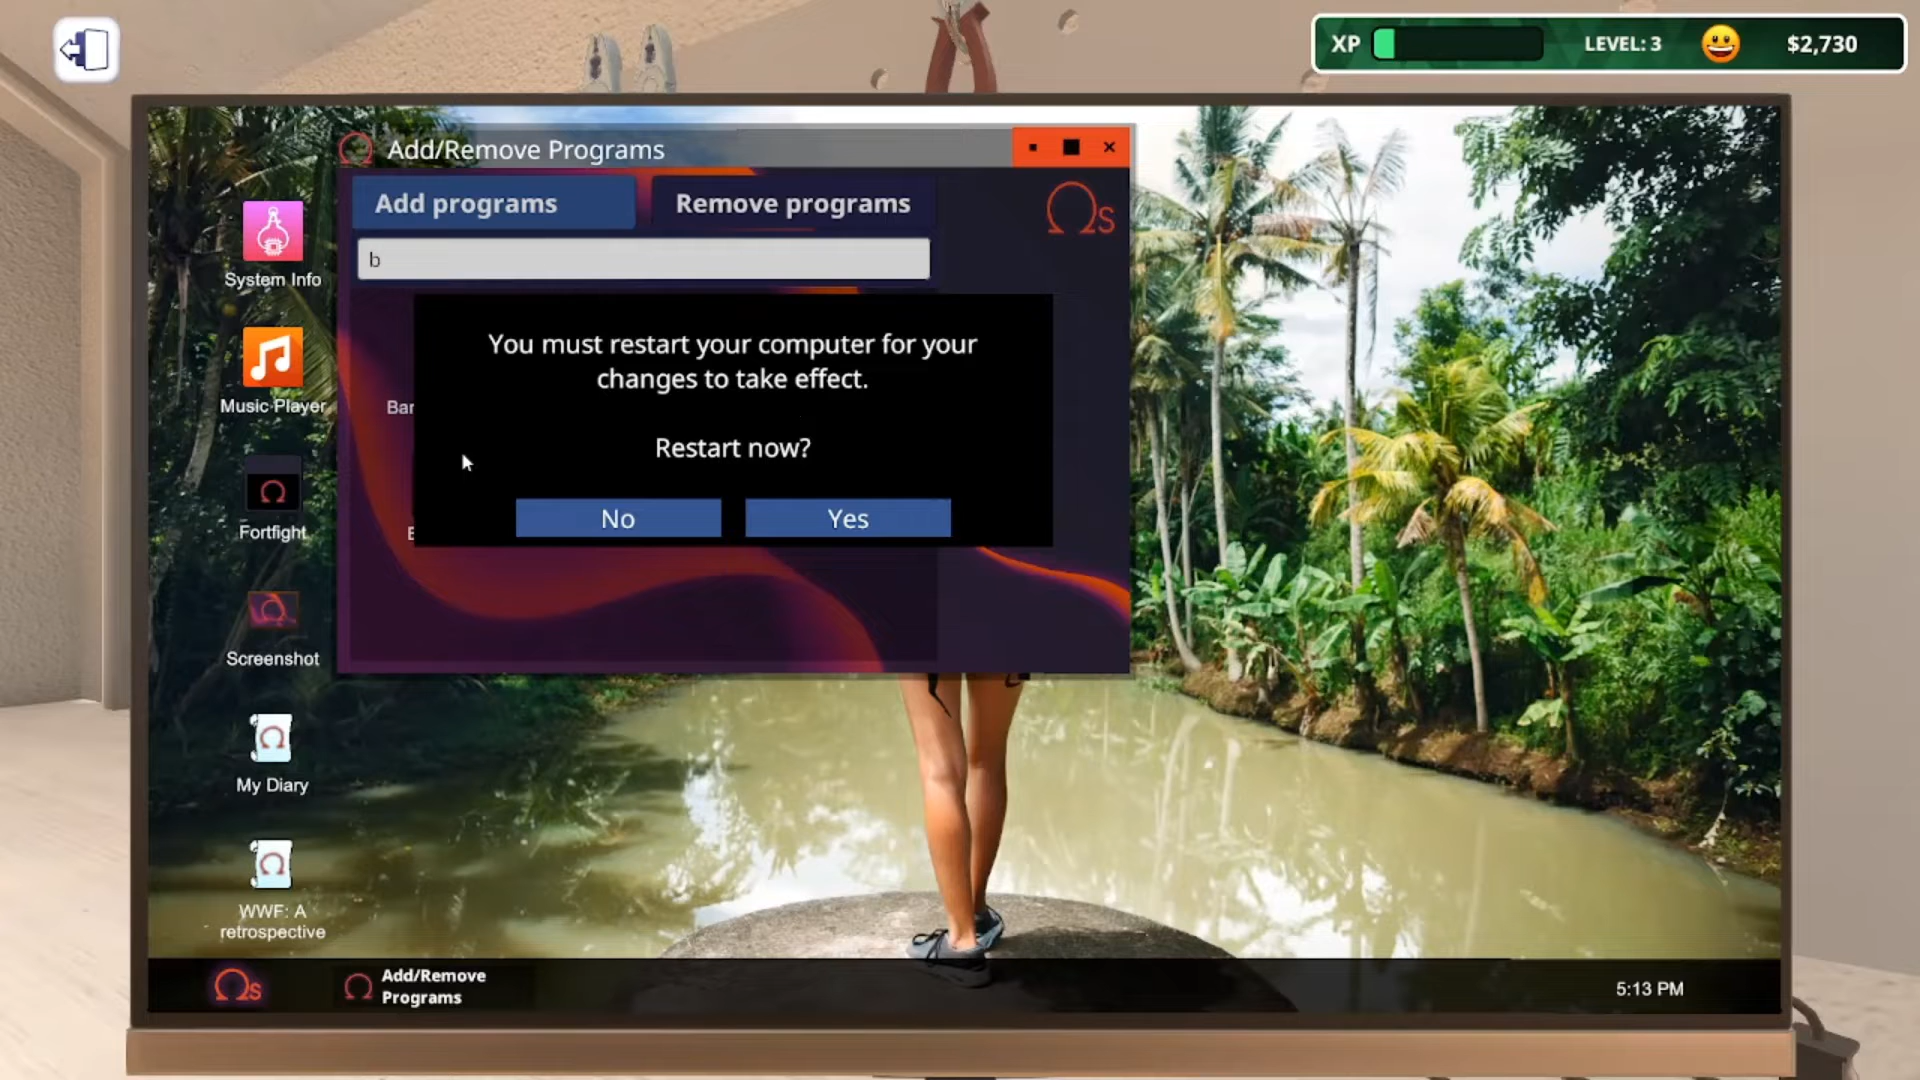 XP
LEVEL: 3
$2,730
Add/Remove Programs
Add programs
Remove programs
Ωs
b
System Info
You must restart your computer for your
changes to take effect.
Music Player
Bar
Restart now?
No
Yes
Fortfight
Screenshot
My Diary
WWF: A
retrospective
Ωs
Add/Remove
Programs
5:13 PM